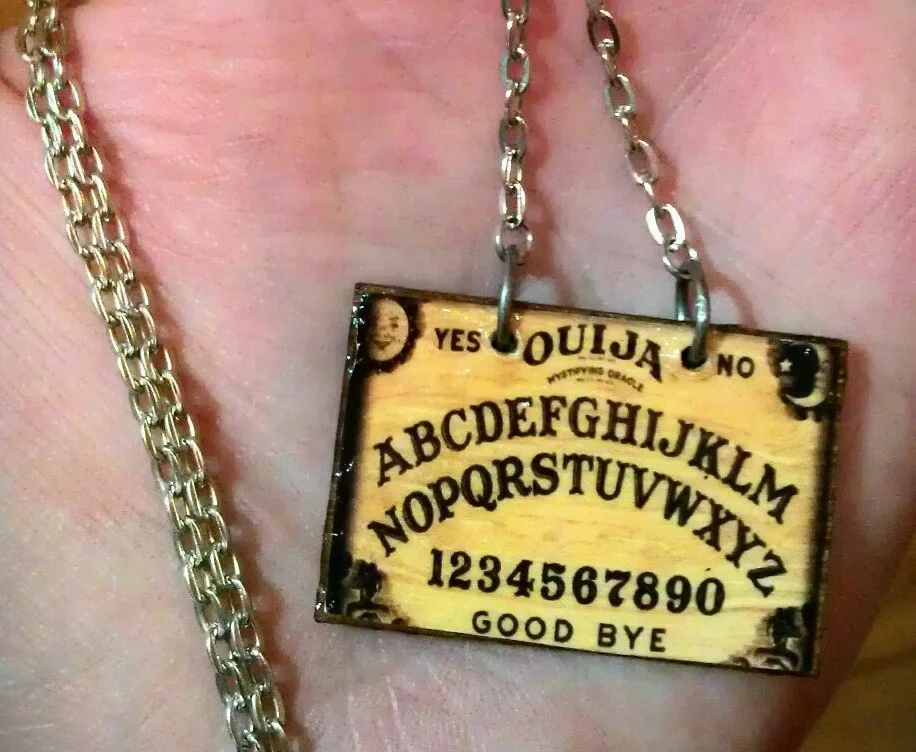 YES OUIJA NO
MYSTIFYING ORACLE
ABCDEFGHIJKLM
NOPQRSTUVWXYZ
1234567890
GOOD BYE